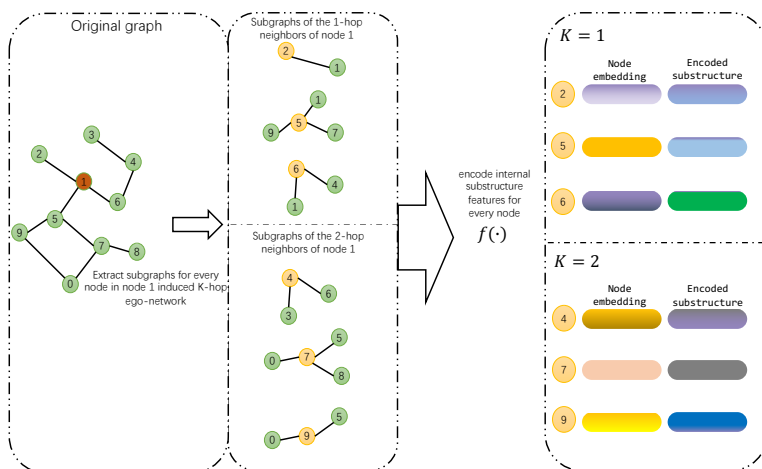 Original graph
3
2
4
1
6
5
9
7
8
0
Extract subgraphs for every
node in node 1 induced K-hop
ego-network
Subgraphs of the 1-hop
neighbors of node 1
2
1
1
9
5
7
6
4
1
Subgraphs of the 2-hop
neighbors of node 1
4
6
3
5
0
7
8
5
0
9
encode internal
substructure
features for
every node
f(·)
K = 1
Node
embedding
Encoded
substructure
2
5
6
K = 2
Node
embedding
Encoded
substructure
4
7
9